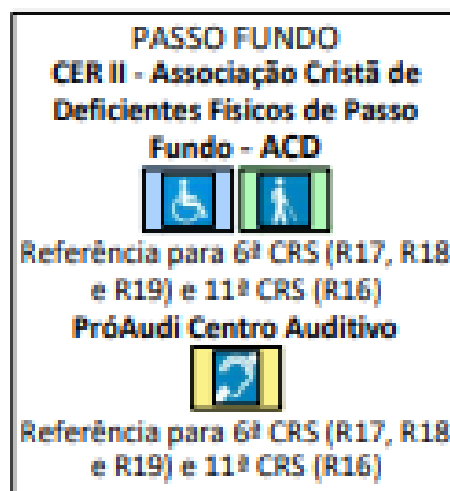 PASSO FUNDO
CER II - Associação Cristã de
Deficientes Físicos de Passo
Fundo - ACD
Referência para 6ª CRS (R17, R18
e R19) e 11ª CRS (R16)
PróAudi Centro Auditivo
Referência para 6ª CRS (R17, R18
e R19) e 11ª CRS (R16)